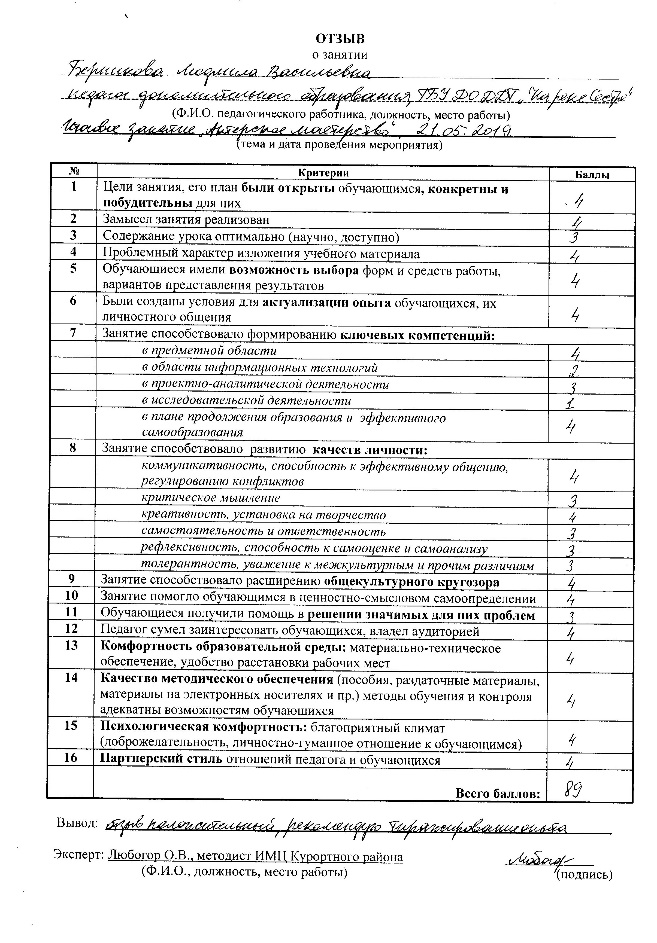 ОТЗЫВ
о занятии
Берникова Людмила Васильевна
педагог дополнительного образования, ГБУ ДО ДДТ „На реке Сестре"
(Ф.И.О. педагогического работника, должность, место работы)
занятие „Актерское мастерство" 21.05.2019
(тема и дата проведения мероприятия)
№ Критерии Баллы
1 Цели занятия, его план были открыты обучающимся, конкретны и
побудительны для них 4
2 Замысел занятия реализован 4
3 Содержание урока оптимально (научно, доступно) 3
4 Проблемный характер изложения учебного материала 4
5 Обучающиеся имели возможность выбора форм и средств работы,
вариантов представления результатов 4
6 Были созданы условия для актуализации опыта обучающихся, их
личностного общения 4
7 Занятие способствовало формированию ключевых компетенций:
в предметной области 4
в области информационных технологий 2
в проектно-аналитической деятельности 3
в исследовательской деятельности 1
в плане продолжения образования и эффективного
самообразования 4
8 Занятие способствовало развитию качеств личности:
коммуникативность, способность к эффективному общению,
регулированию конфликтов 4
критическое мышление 3
креативность, установка на творчество 4
самостоятельность и ответственность 3
рефлексивность, способность к самооценке и самоанализу 3
толерантность, уважение к межкультурным и прочим различиям 3
9 Занятие способствовало расширению общекультурного кругозора 4
10 Занятие помогло обучающимся в ценностно-смысловом самоопределении 4
11 Обучающиеся получили помощь в решении значимых для них проблем 3
12 Педагог сумел заинтересовать обучающихся, владел аудиторией 4
13 Комфортность образовательной среды: материально-техническое
обеспечение, удобство расстановки рабочих мест 4
14 Качество методического обеспечения (пособия, раздаточные материалы,
материалы на электронных носителях и пр.) методы обучения и контроля
адекватны возможностям обучающихся 4
15 Психологическая комфортность: благоприятный климат
(доброжелательность, личностно-гуманное отношение к обучающимся) 4
16 Партнерский стиль отношений педагога и обучающихся 4
Всего баллов: 89
Вывод: отзыв положительный, рекомендую тиражирование опыта
Эксперт: Любогор О.В., методист ИМЦ Курортного района Любогор
(Ф.И.О., должность, место работы) (подпись)